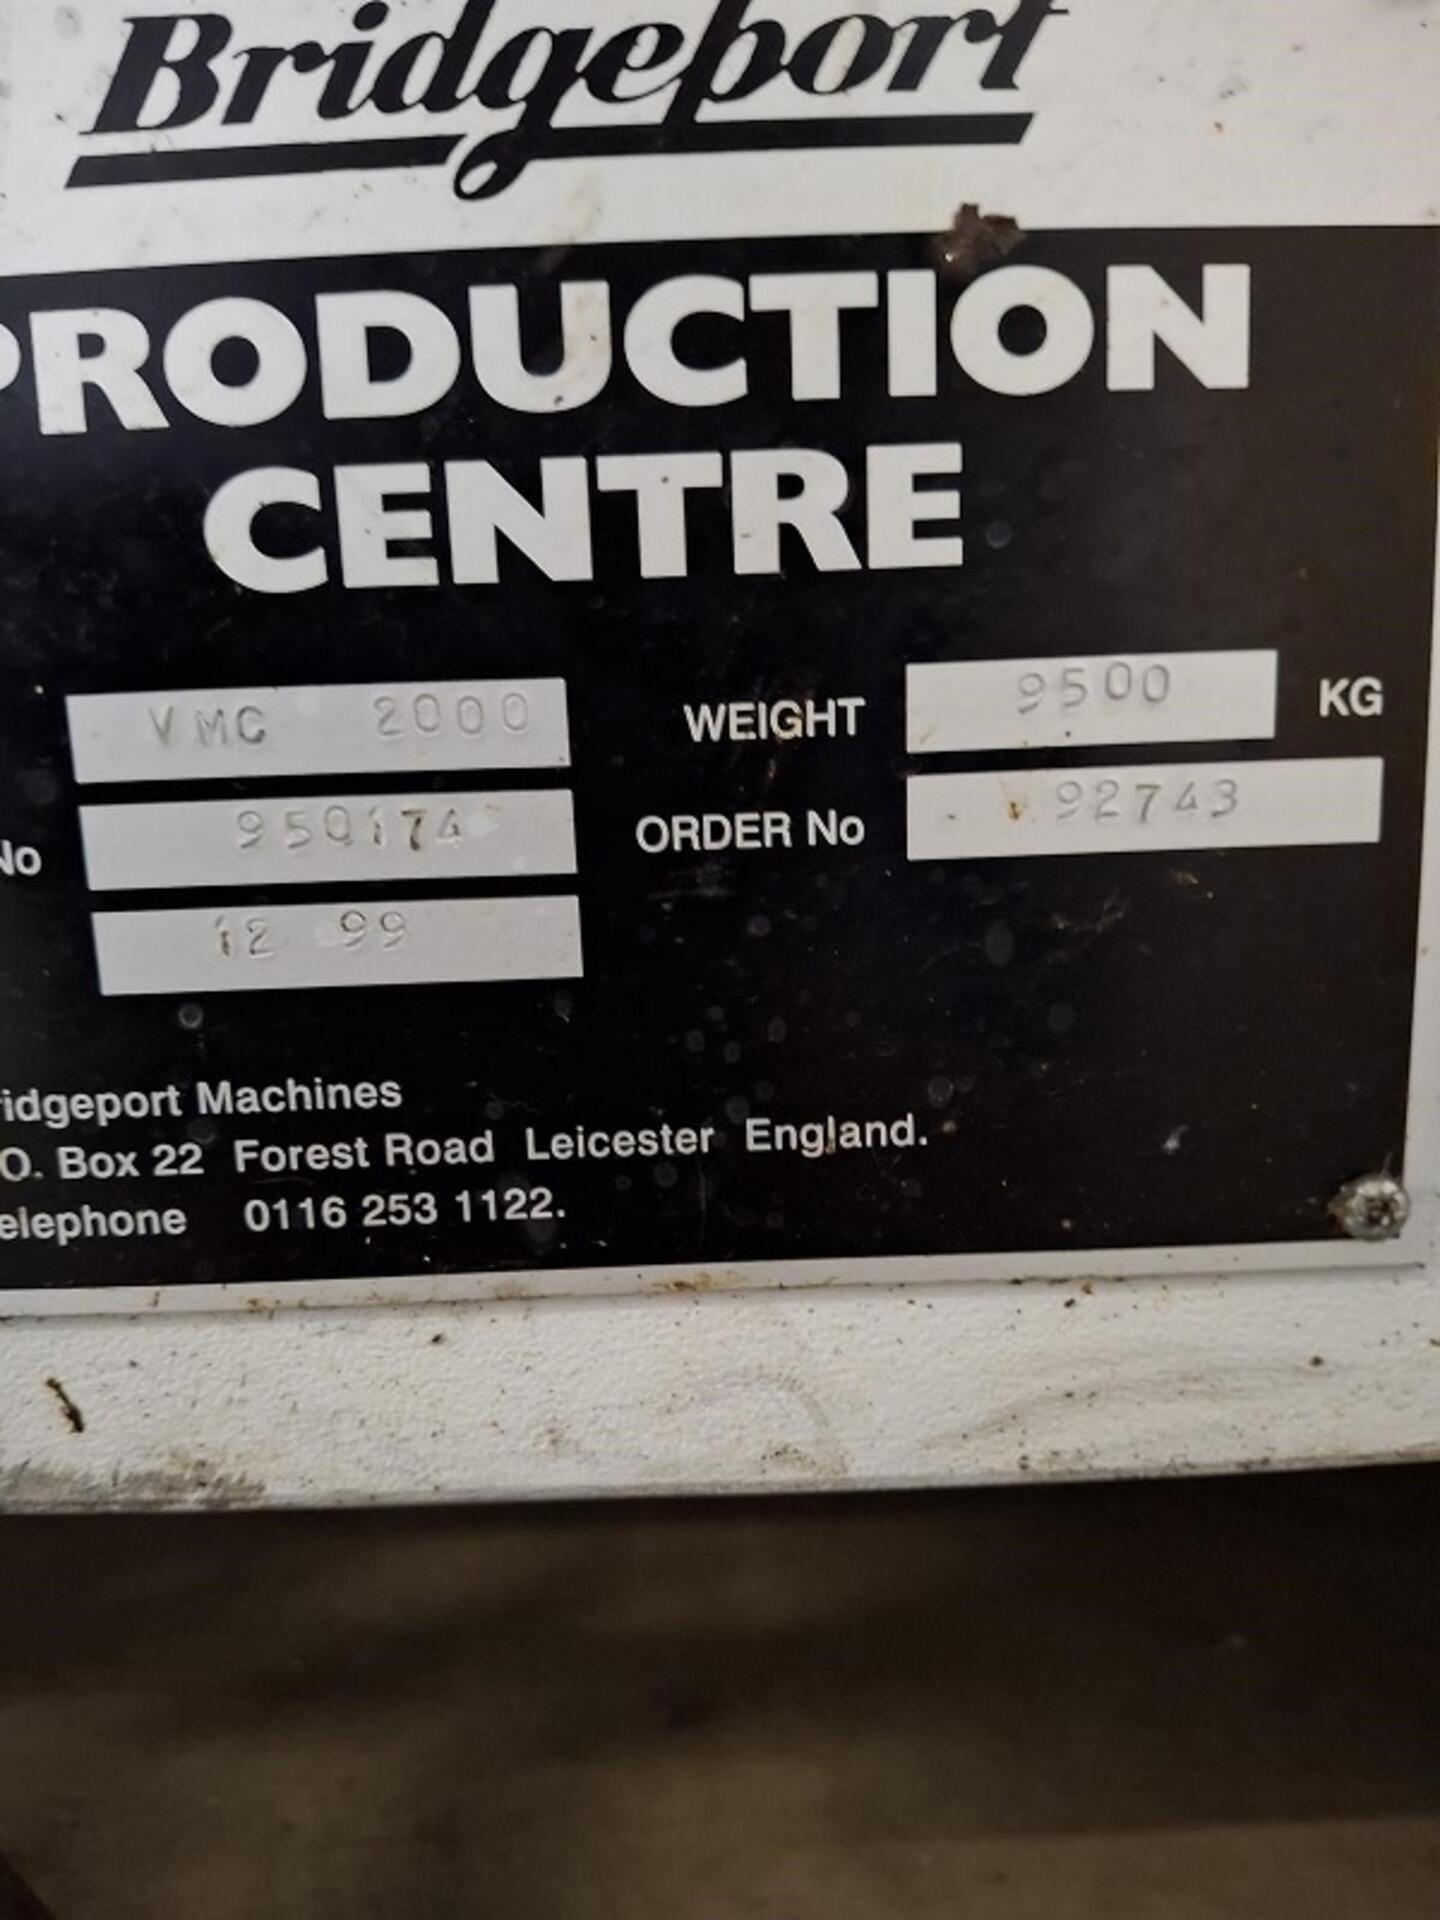 Bridgeport
PRODUCTION
CENTRE
VMC 2000 WEIGHT 9500 KG
No 950174 ORDER No 92743
12 99
idgeport Machines
O. Box 22 Forest Road Leicester England.
elephone 0116 253 1122.